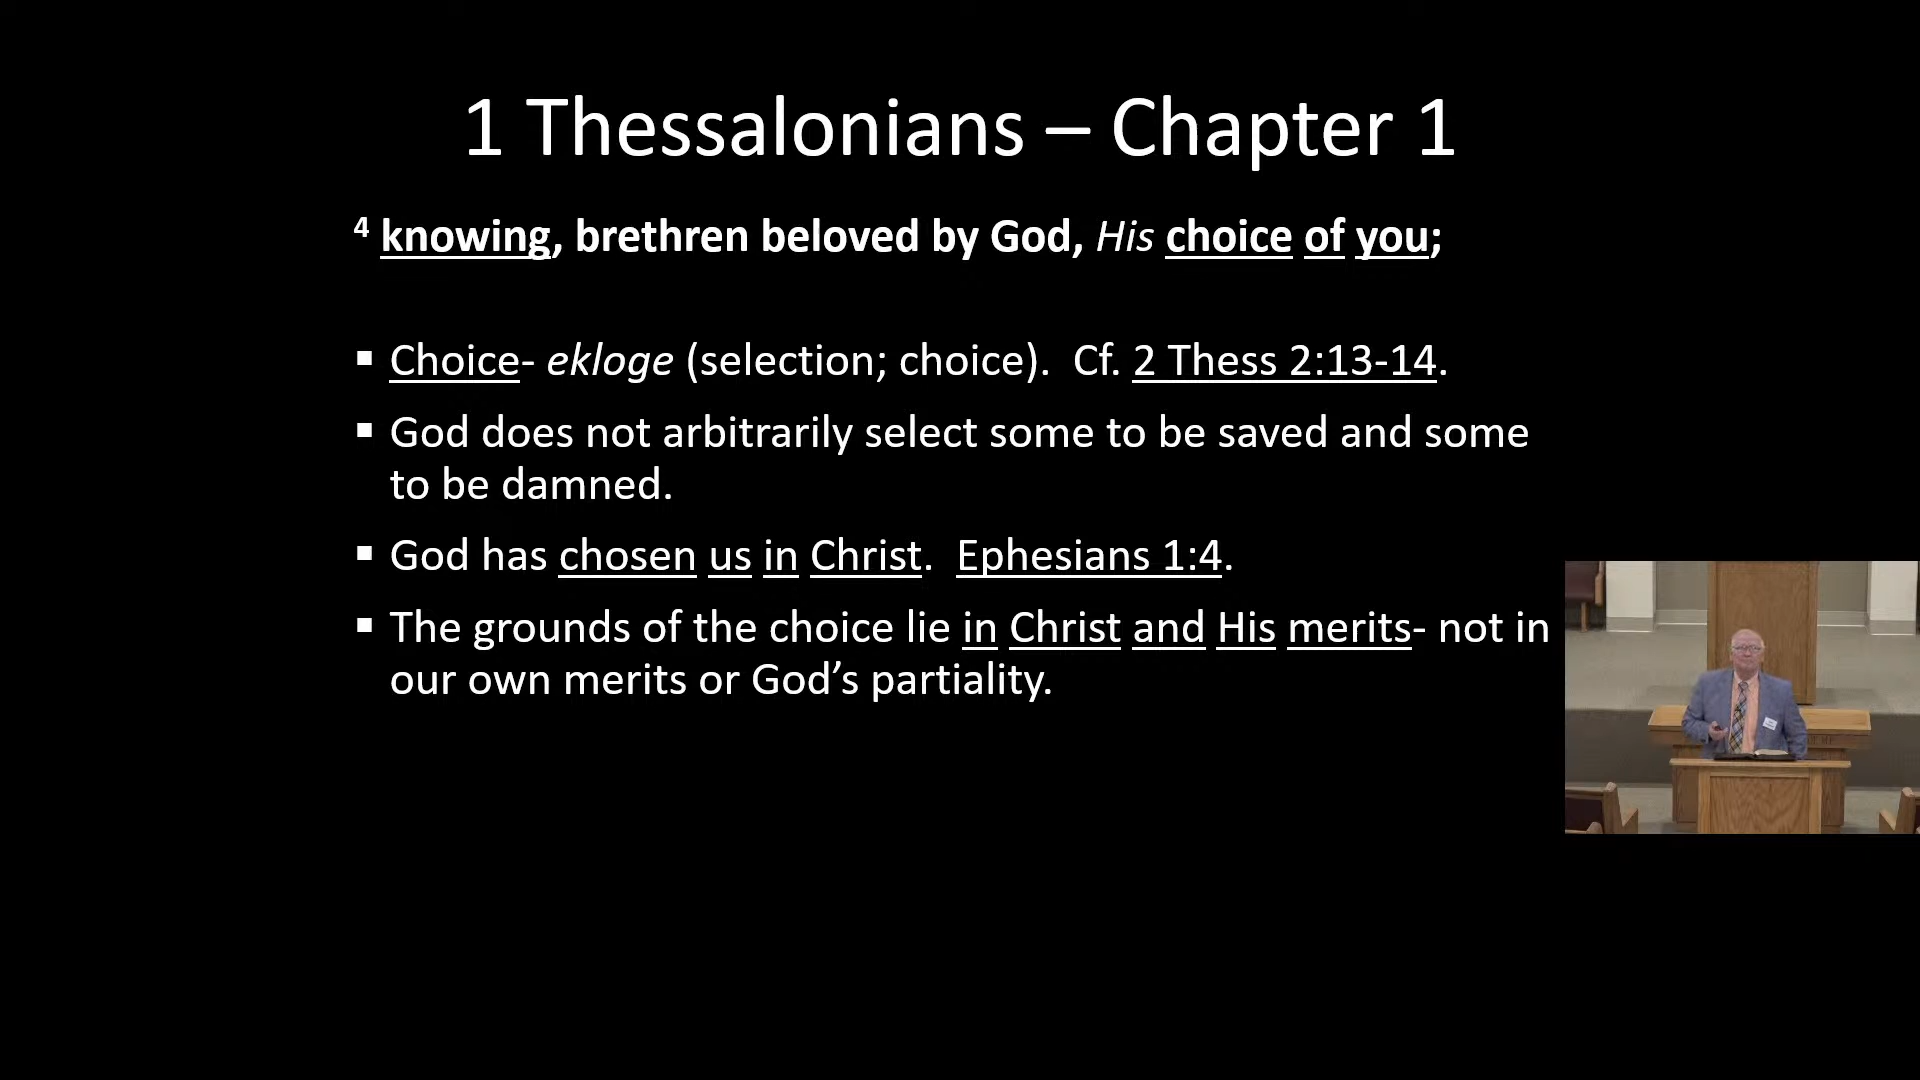 1 Thessalonians – Chapter 1
4 knowing, brethren beloved by God, His choice of you;
▪ Choice- ekloge (selection; choice).  Cf. 2 Thess 2:13-14.
▪ God does not arbitrarily select some to be saved and some
to be damned.
▪ God has chosen us in Christ.  Ephesians 1:4.
▪ The grounds of the choice lie in Christ and His merits- not in
our own merits or God’s partiality.